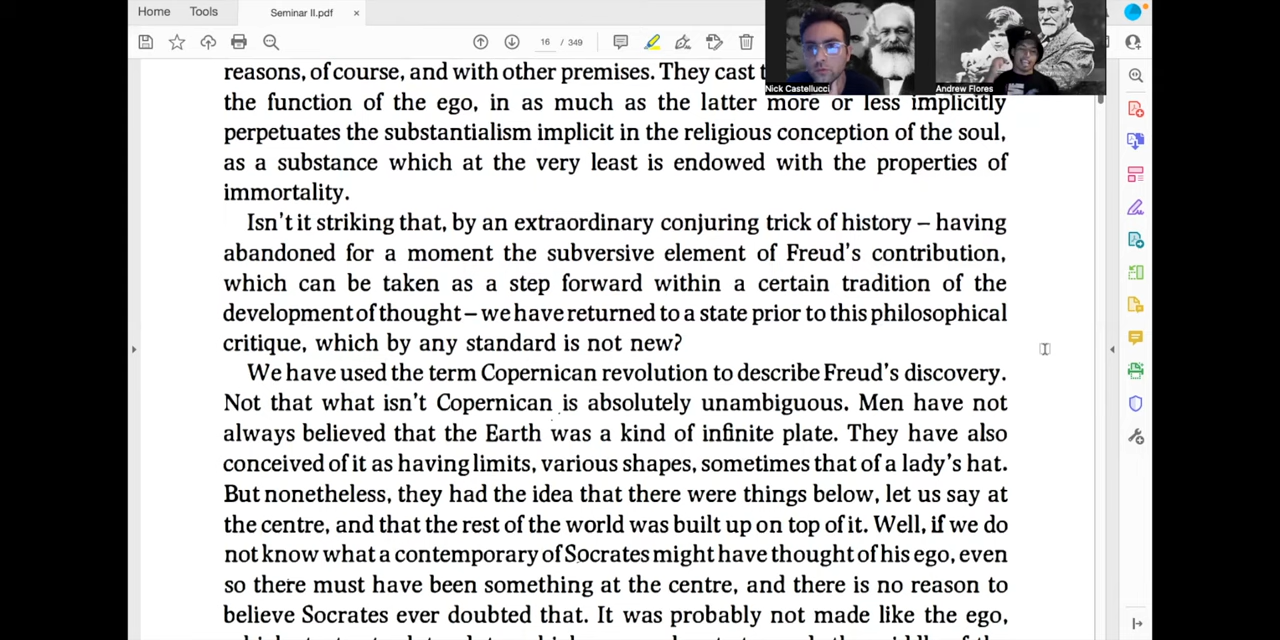 Home Tools Seminar II.pdf ×
16 / 349
Nick Castellucci
Andrew Flores
reasons, of course, and with other premises. They cast
the function of the ego, in as much as the latter more or less implicitly
perpetuates the substantialism implicit in the religious conception of the soul,
as a substance which at the very least is endowed with the properties of
immortality.
Isn't it striking that, by an extraordinary conjuring trick of history – having
abandoned for a moment the subversive element of Freud's contribution,
which can be taken as a step forward within a certain tradition of the
development of thought – we have returned to a state prior to this philosophical
critique, which by any standard is not new?
We have used the term Copernican revolution to describe Freud's discovery.
Not that what isn't Copernican is absolutely unambiguous. Men have not
always believed that the Earth was a kind of infinite plate. They have also
conceived of it as having limits, various shapes, sometimes that of a lady's hat.
But nonetheless, they had the idea that there were things below, let us say at
the centre, and that the rest of the world was built up on top of it. Well, if we do
not know what a contemporary of Socrates might have thought of his ego, even
so there must have been something at the centre, and there is no reason to
believe Socrates ever doubted that. It was probably not made like the ego,